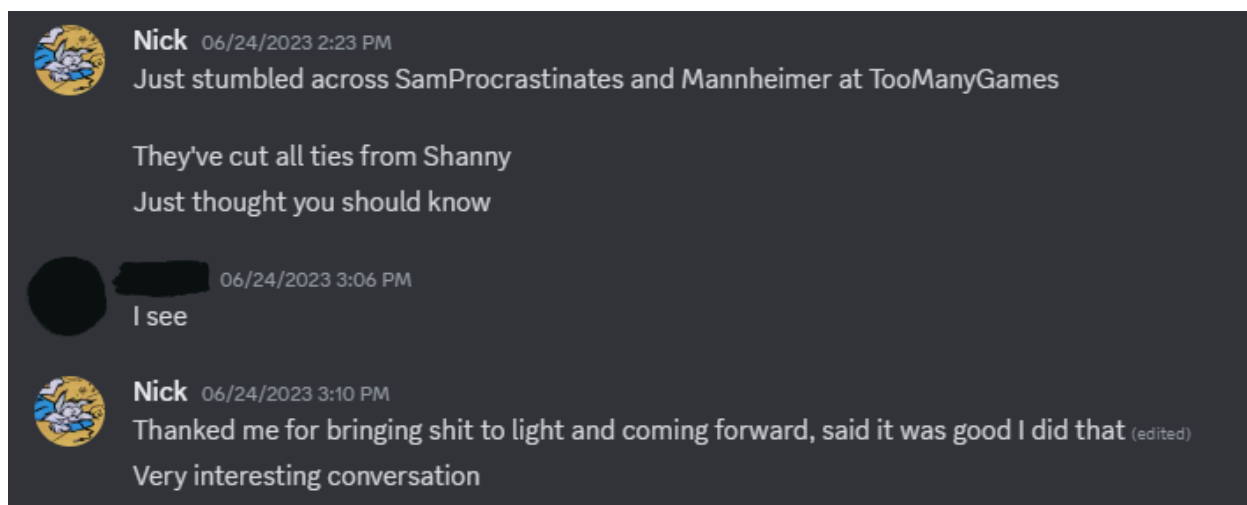 Nick 06/24/2023 2:23 PM
Just stumbled across SamProcrastinates and Mannheimer at TooManyGames
They've cut all ties from Shanny
Just thought you should know
06/24/2023 3:06 PM
I see
Nick 06/24/2023 3:10 PM
Thanked me for bringing shit to light and coming forward, said it was good I did that (edited)
Very interesting conversation